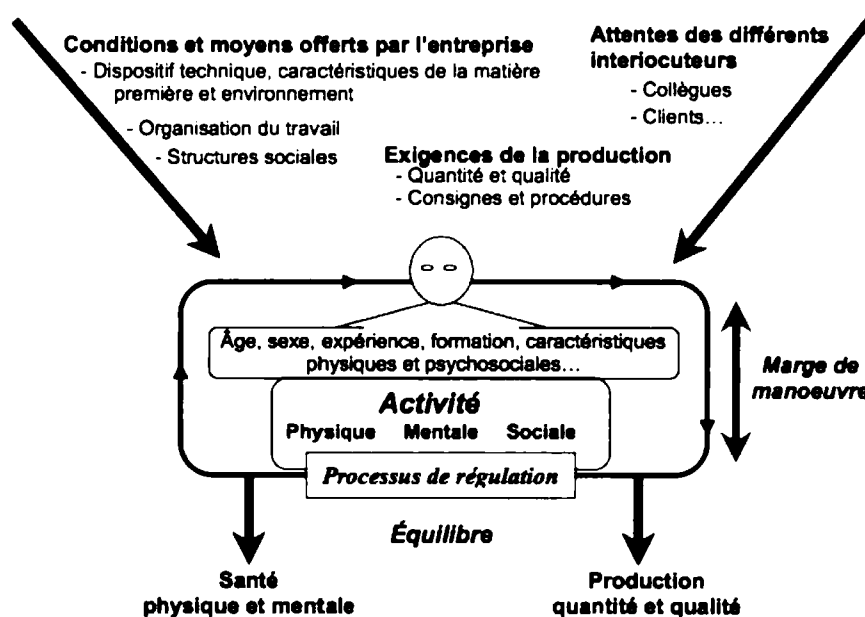 Conditions et moyens offerts par l'entreprise
- Dispositif technique, caractéristiques de la matière
première et environnement
- Organisation du travail
- Structures sociales
Attentes des différents
interiocuteurs
- Collègues
- Clients...
Exigences de la production
- Quantité et qualité
- Consignes et procédures
Âge, sexe, expérience, formation, caractéristiques
physiques et psychosociales...
Activité
Physique Mentale Sociale
Processus de régulation
Marge de
manoeuvre
Équilibre
Santé
physique et mentale
Production
quantité et qualité